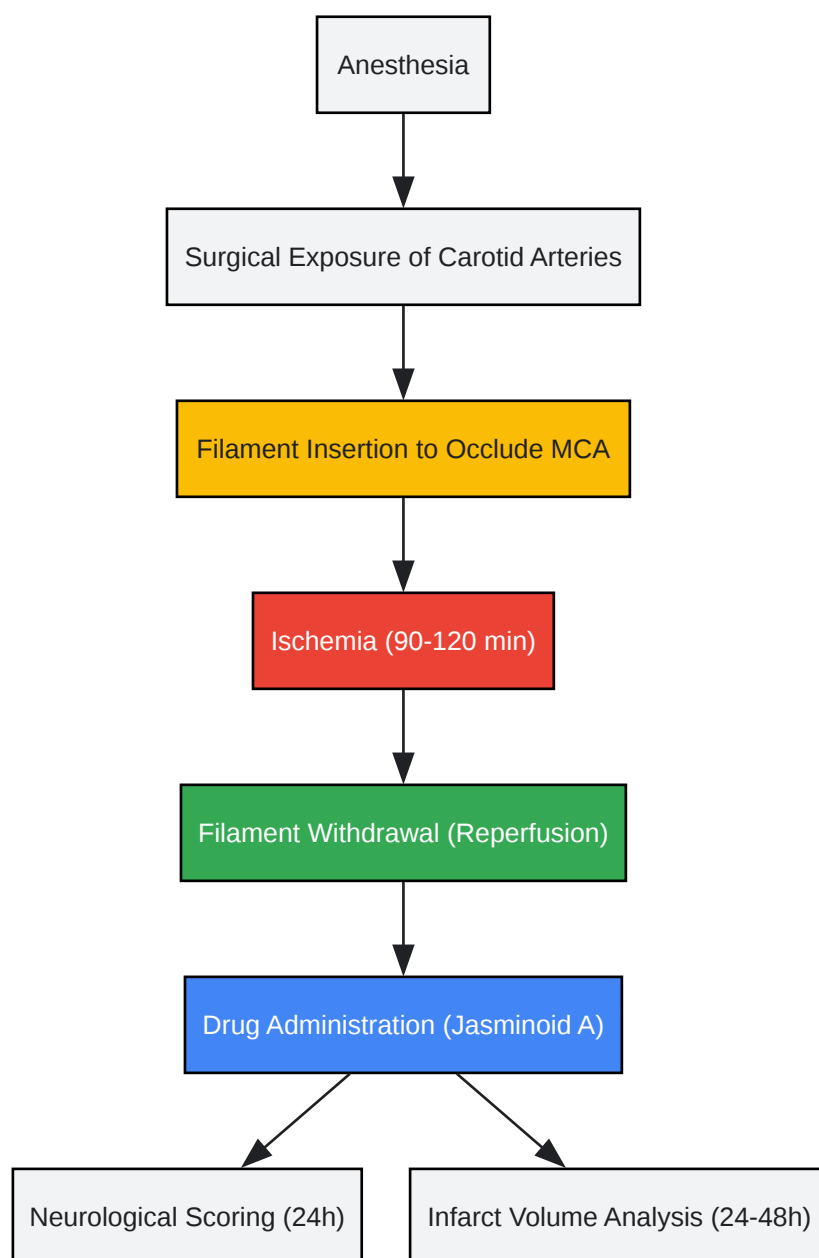 Anesthesia
Surgical Exposure of Carotid Arteries
Filament Insertion to Occlude MCA
Ischemia (90-120 min)
Filament Withdrawal (Reperfusion)
Drug Administration (Jasminoid A)
Neurological Scoring (24h)
Infarct Volume Analysis (24-48h)